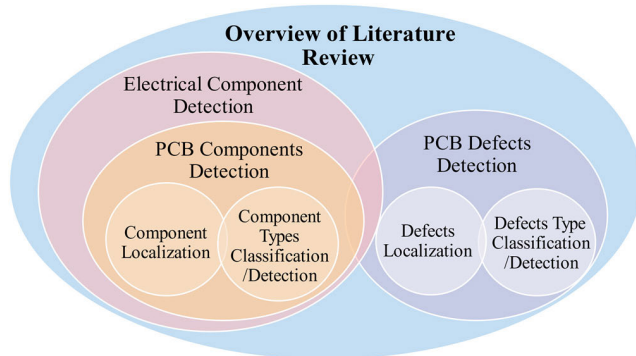 Overview of Literature
Review
Electrical Component
Detection
PCB Components
Detection
Component
Localization
Component
Types
Classification
/Detection
PCB Defects
Detection
Defects
Localization
Defects Type
Classification
/Detection